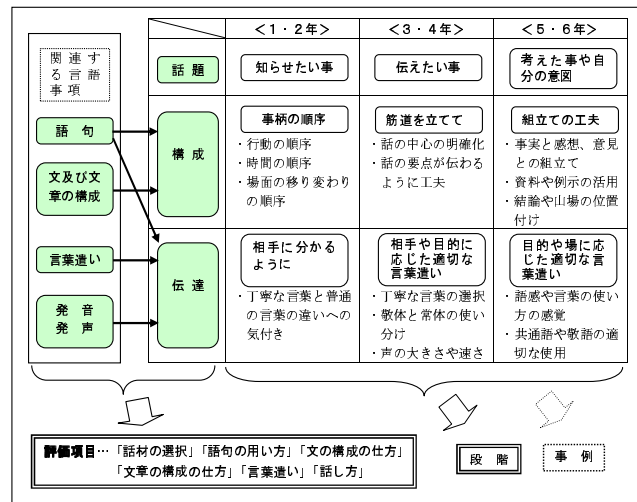 ＜１・２年＞
＜３・４年＞
＜５・６年＞
関連す
る言語
事項
話 題
知らせたい事
伝えたい事
考えた事や自
分の意図
語 句
文及び文
章の構成
構 成
事柄の順序
・行動の順序
・時間の順序
・場面の移り変わり
の順序
筋道を立てて
・話の中心の明確化
・話の要点が伝わる
ように工夫
組立ての工夫
・事実と感想、意見
との組立て
・資料や例示の活用
・結論や山場の位置
付け
言葉遣い
発 音
発 声
伝 達
相手に分かる
ように
・丁寧な言葉と普通
の言葉の違いへの
気付き
相手や目的に
応じた適切な
言葉遣い
・丁寧な言葉の選択
・敬体と常体の使い
分け
・声の大きさや速さ
目的や場に応
じた適切な言
葉遣い
・語感や言葉の使い
方の感覚
・共通語や敬語の適
切な使用
評価項目…「話材の選択」「語句の用い方」「文の構成の仕方」
「文章の構成の仕方」「言葉遣い」「話し方」
段 階
事 例